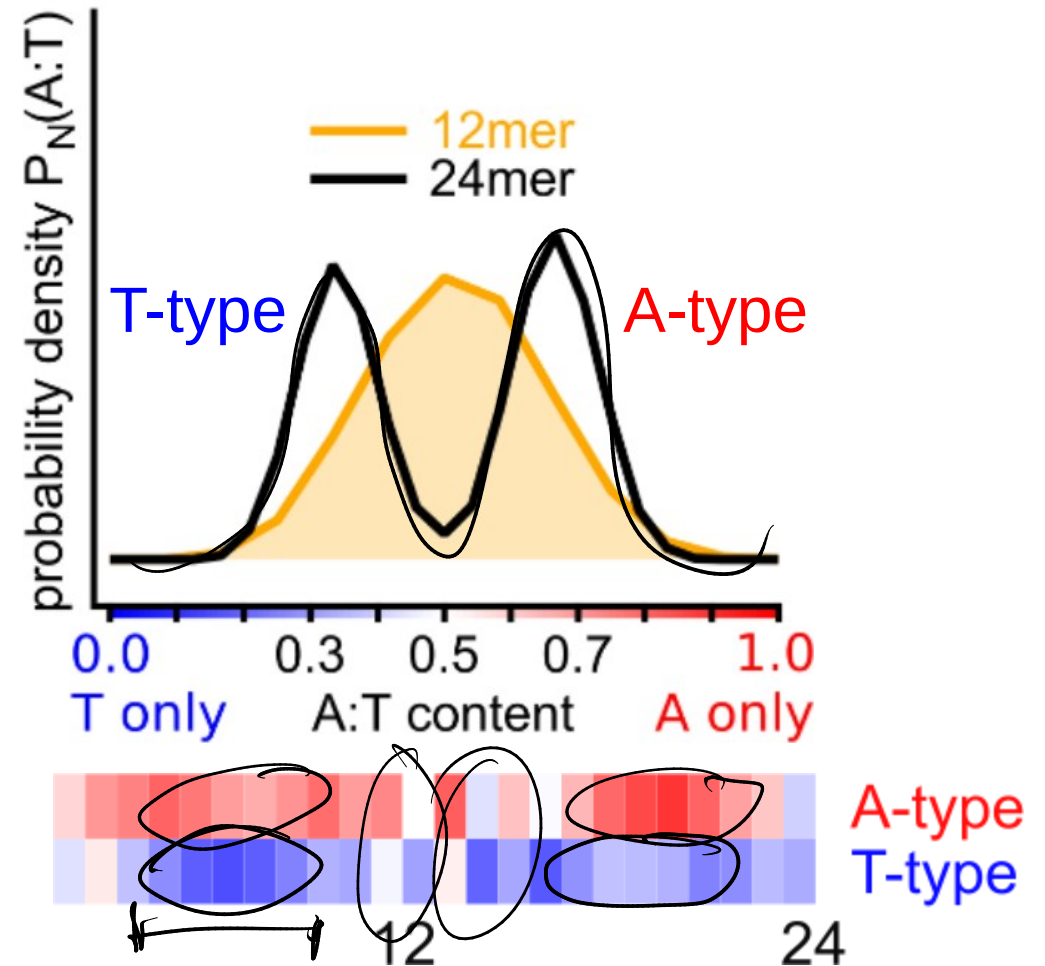 probability density P_N(A:T)
12mer
24mer
T-type
A-type
0.0 0.3 0.5 0.7 1.0
T only A:T content A only
A-type
T-type
12 24